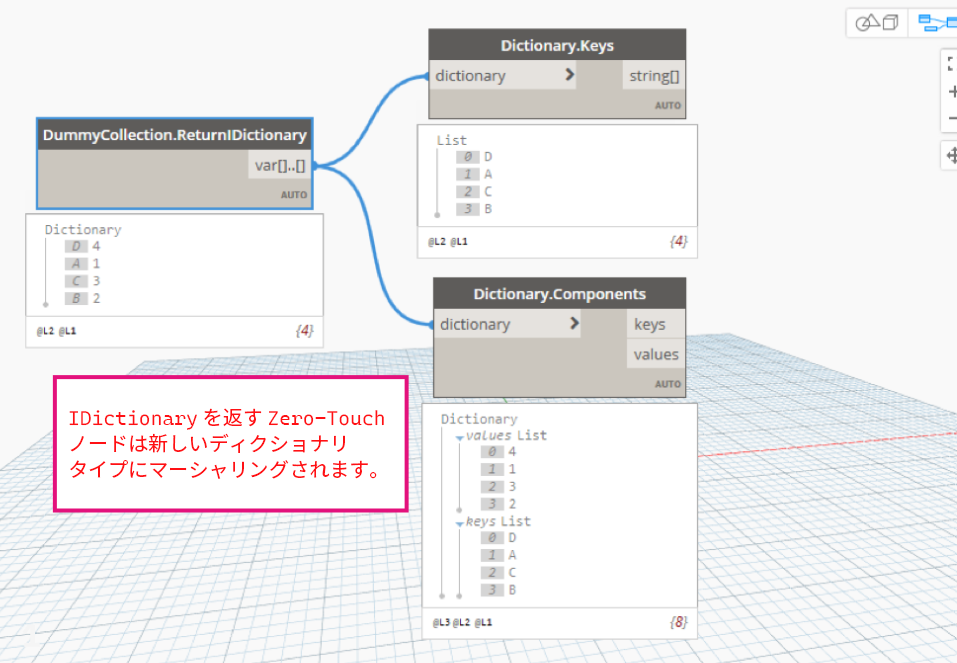 DummyCollection.ReturnIDictionary
var[]..[]
AUTO
Dictionary
D 4
A 1
C 3
B 2
@L2 @L1
{4}
Dictionary.Keys
dictionary
string[]
AUTO
List
0 D
1 A
2 C
3 B
@L2 @L1
{4}
Dictionary.Components
dictionary
keys
values
AUTO
Dictionary
values List
0 4
1 1
2 3
3 2
keys List
0 D
1 A
2 C
3 B
@L3 @L2 @L1
{8}
IDictionary を返す Zero-Touch
ノードは新しいディクショナリ
タイプにマーシャリングされます。